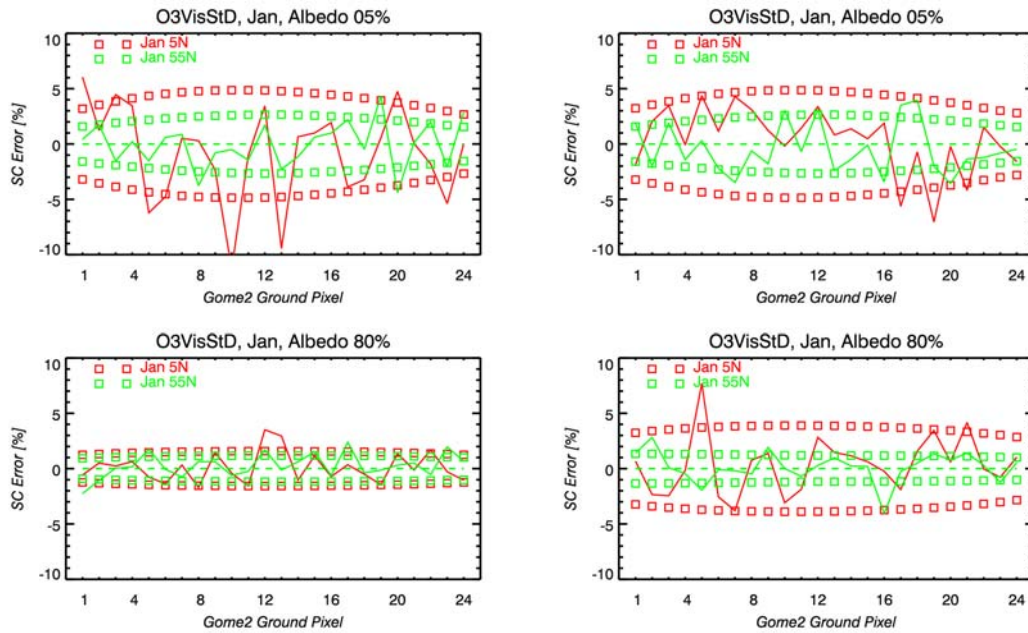 O3VisStD, Jan, Albedo 05%
10
5
0
-5
-10
SC Error [%]
Jan 5N
Jan 55N
1 4 8 12 16 20 24
Gome2 Ground Pixel
O3VisStD, Jan, Albedo 05%
10
5
0
-5
-10
SC Error [%]
Jan 5N
Jan 55N
1 4 8 12 16 20 24
Gome2 Ground Pixel
O3VisStD, Jan, Albedo 80%
10
5
0
-5
-10
SC Error [%]
Jan 5N
Jan 55N
1 4 8 12 16 20 24
Gome2 Ground Pixel
O3VisStD, Jan, Albedo 80%
10
5
0
-5
-10
SC Error [%]
Jan 5N
Jan 55N
1 4 8 12 16 20 24
Gome2 Ground Pixel